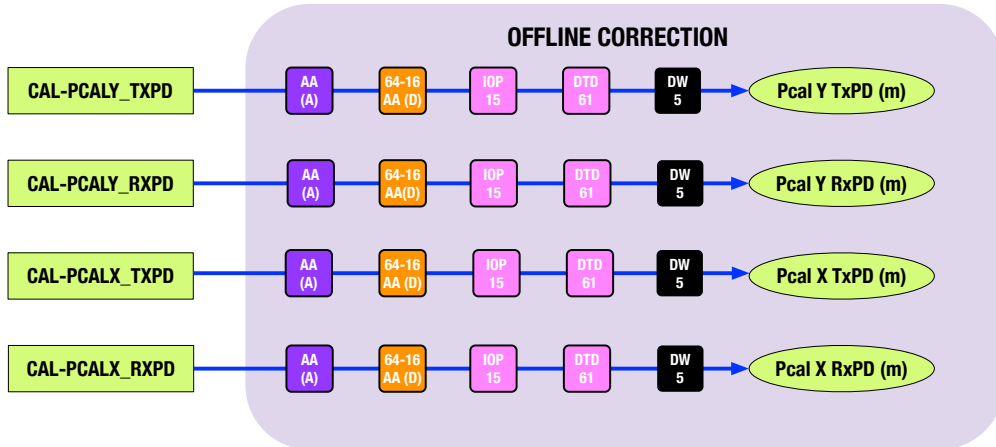 OFFLINE CORRECTION
CAL-PCALY_TXPD
AA
(A)
64-16
AA (D)
IOP
15
DTD
61
DW
5
Pcal Y TxPD (m)
CAL-PCALY_RXPD
AA
(A)
64-16
AA(D)
IOP
15
DTD
61
DW
5
Pcal Y RxPD (m)
CAL-PCALX_TXPD
AA
(A)
64-16
AA (D)
IOP
15
DTD
61
DW
5
Pcal X TxPD (m)
CAL-PCALX_RXPD
AA
(A)
64-16
AA (D)
IOP
15
DTD
61
DW
5
Pcal X RxPD (m)